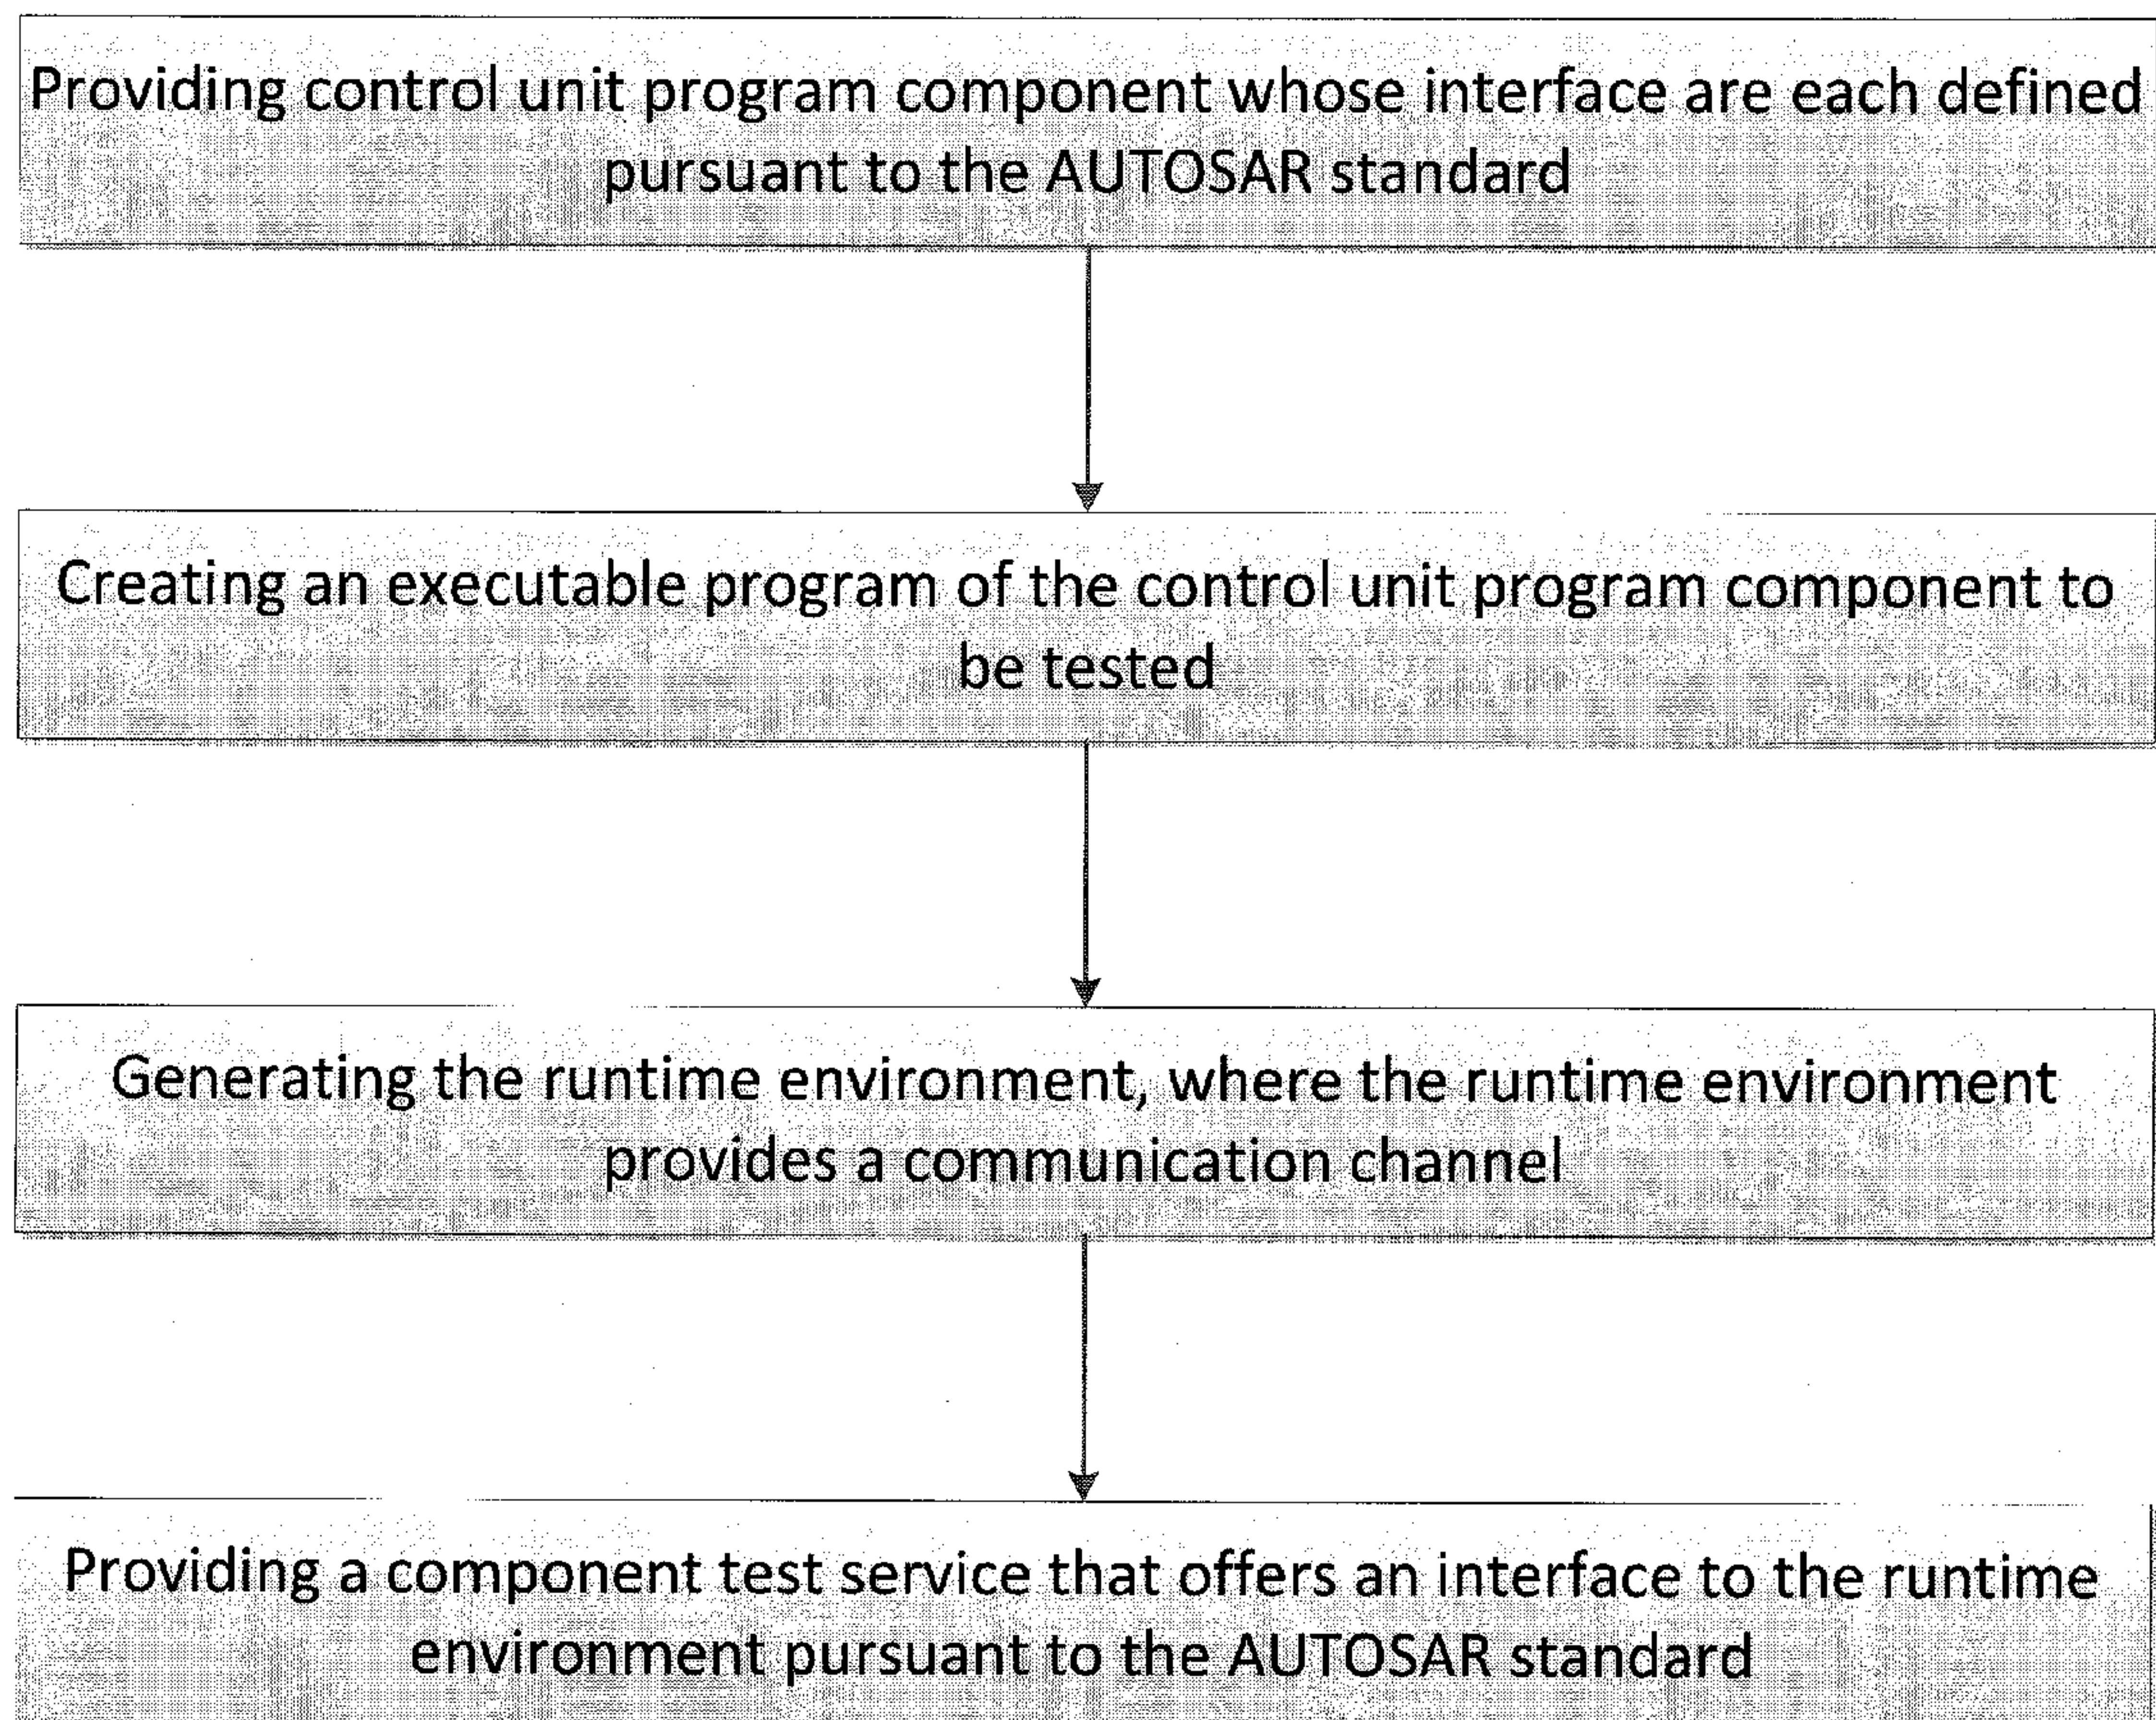 Providing control unit program component whose interface are each defined
pursuant to the AUTOSAR standard
Creating an executable program of the control unit program component to
be tested
Generating the runtime environment, where the runtime environment
provides a communication channel
Providing a component test service that offers an interface to the runtime
environment pursuant to the AUTOSAR standard